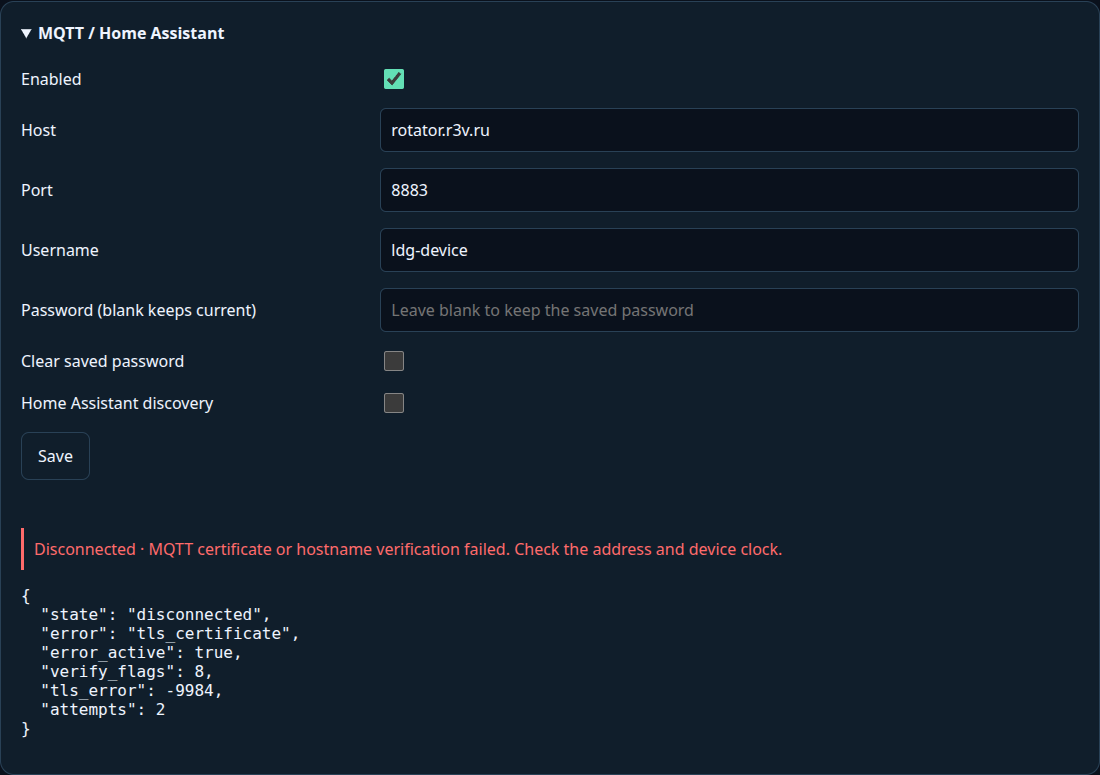 ▼ MQTT / Home Assistant
Enabled
Host rotator.r3v.ru
Port 8883
Username ldg-device
Password (blank keeps current) Leave blank to keep the saved password
Clear saved password
Home Assistant discovery
Save
Disconnected · MQTT certificate or hostname verification failed. Check the address and device clock.
{
  "state": "disconnected",
  "error": "tls_certificate",
  "error_active": true,
  "verify_flags": 8,
  "tls_error": -9984,
  "attempts": 2
}